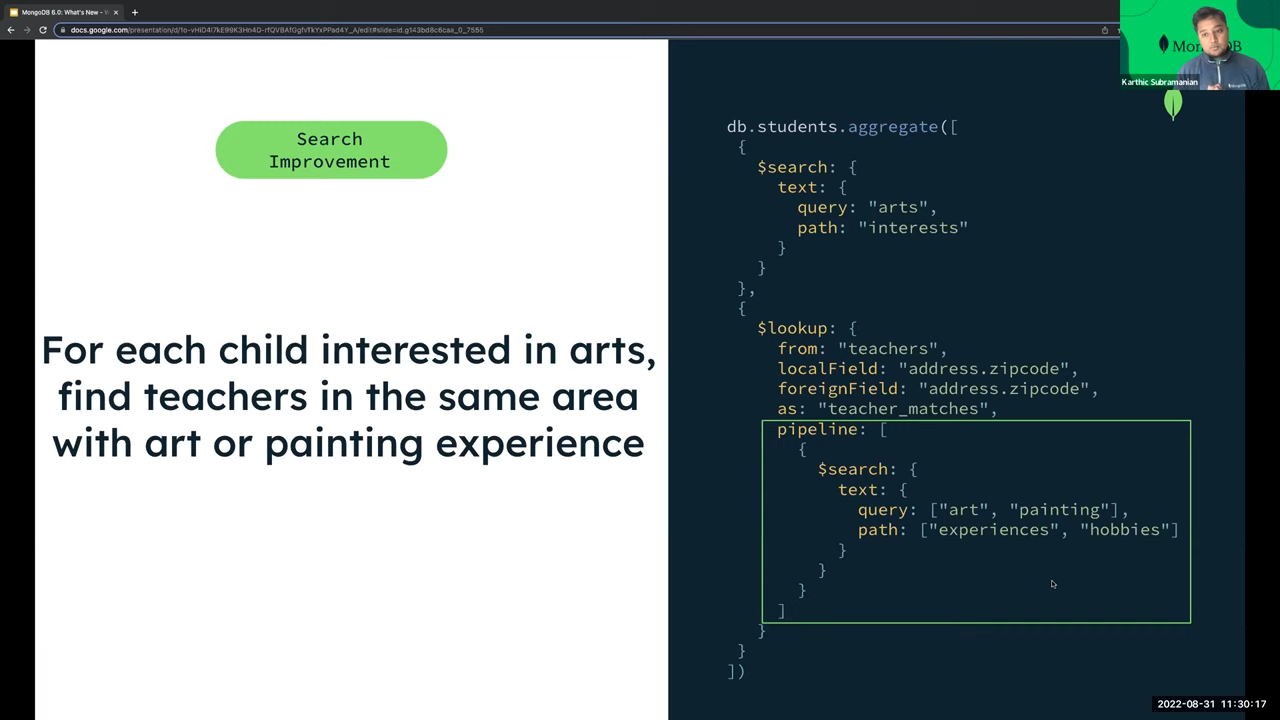 MongoDB 6.0: What's New - V
docs.google.com/presentation/d/1o-vHiD4l7kE99K3Hn4D-rfQVBAfGgfvTkYxPPad4Y_A/edit#slide=id.g143bd8c6caa_0_7555
MongoDB
Karthic Subramanian
Search
Improvement
For each child interested in arts,
find teachers in the same area
with art or painting experience
db.students.aggregate([
{
$search: {
text: {
query: "arts",
path: "interests"
}
}
},
{
$lookup: {
from: "teachers",
localField: "address.zipcode",
foreignField: "address.zipcode",
as: "teacher_matches",
pipeline: [
{
$search: {
text: {
query: ["art", "painting"],
path: ["experiences", "hobbies"]
}
}
}
]
}
}
])
2022-08-31 11:30:17